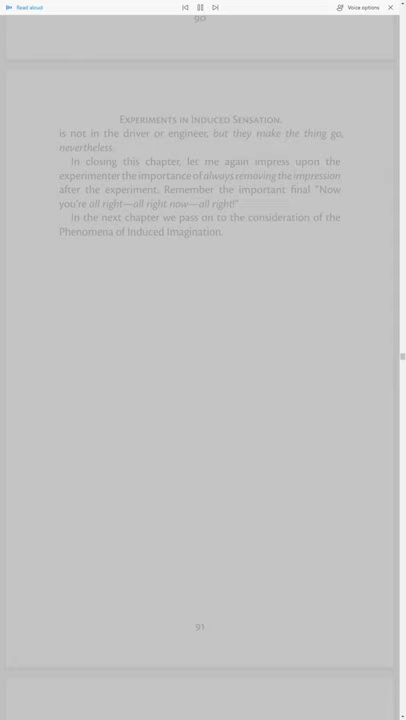 Read aloud
Voice options
90
Experiments in Induced Sensation.
is not in the driver or engineer, but they make the thing go,
nevertheless.
In closing this chapter, let me again impress upon the
experimenter the importance of always removing the impression
after the experiment. Remember the important final "Now
you're all right—all right now—all right!"
In the next chapter we pass on to the consideration of the
Phenomena of Induced Imagination.
91